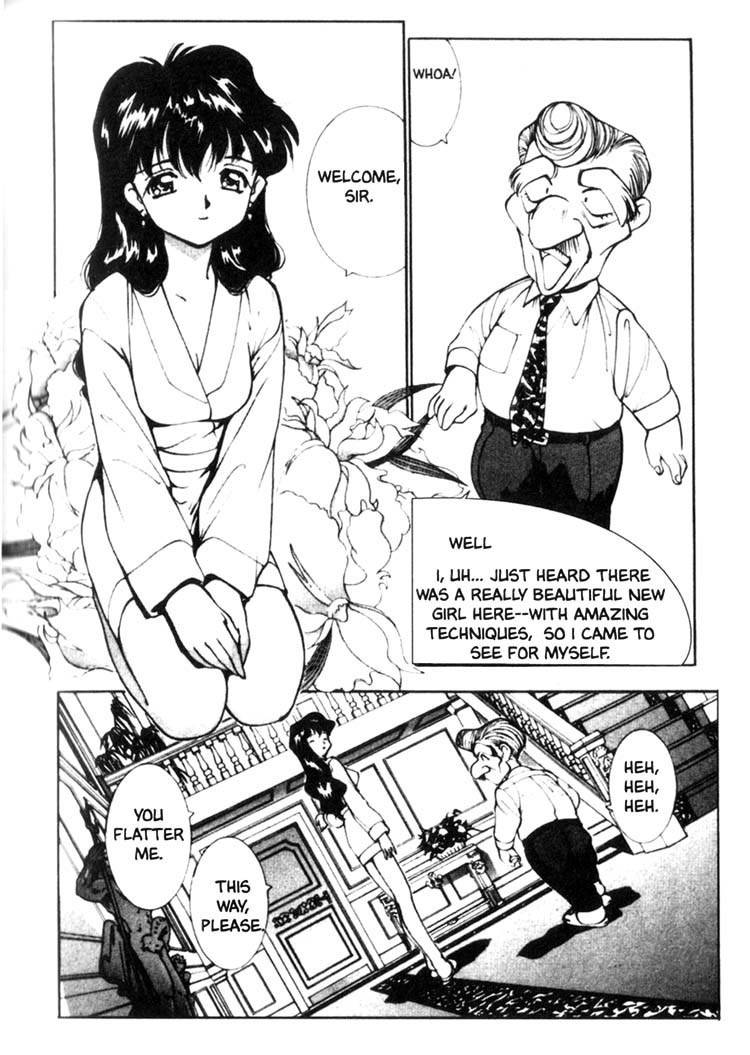 WELCOME,
SIR.
WHOA!
WELL
I, UH... JUST HEARD THERE
WAS A REALLY BEAUTIFUL NEW
GIRL HERE--WITH AMAZING
TECHNIQUES, SO I CAME TO
SEE FOR MYSELF.
YOU
FLATTER
ME.
THIS
WAY,
PLEASE.
HEH,
HEH,
HEH.